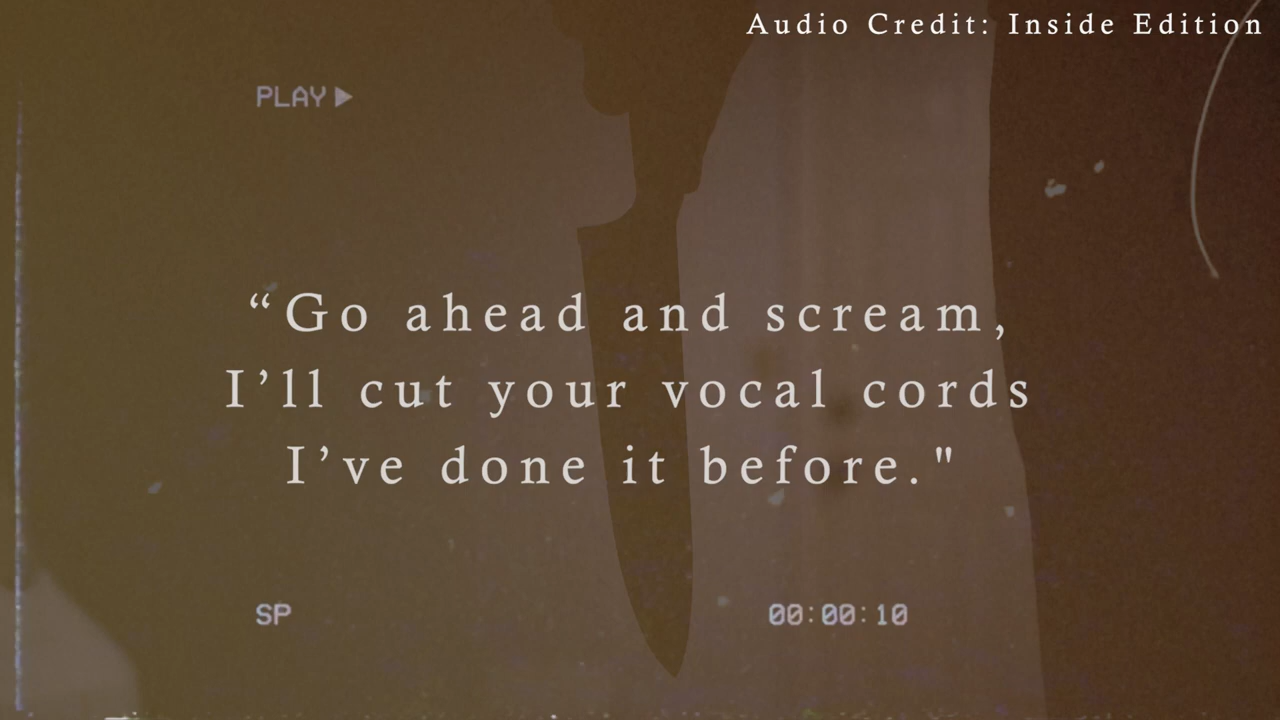 Audio Credit: Inside Edition
PLAY ▶
“Go ahead and scream,
I’ll cut your vocal cords
I’ve done it before."
SP
00:00:10